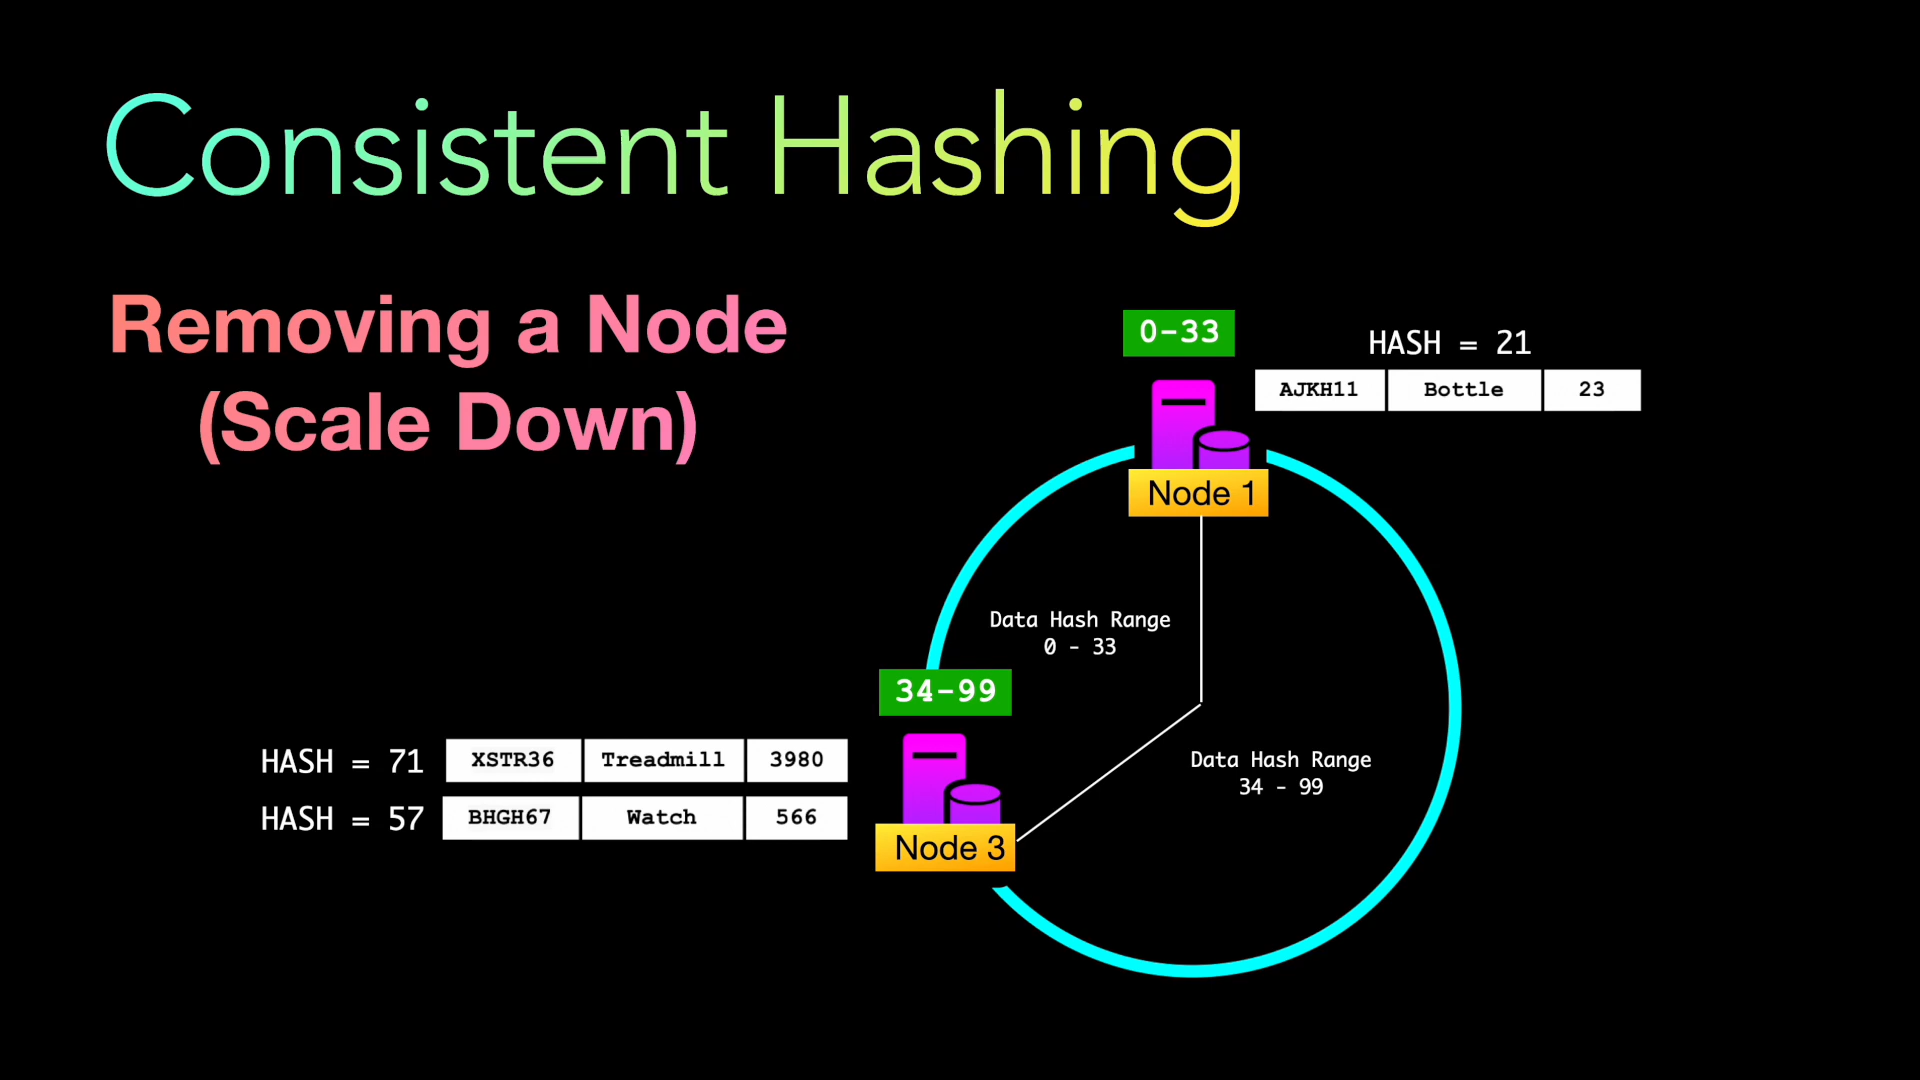 Consistent Hashing
Removing a Node
(Scale Down)
0-33
HASH = 21
AJKH11 Bottle 23
Node 1
Data Hash Range
0 - 33
34-99
HASH = 71 XSTR36 Treadmill 3980
HASH = 57 BHGH67 Watch 566
Node 3
Data Hash Range
34 - 99